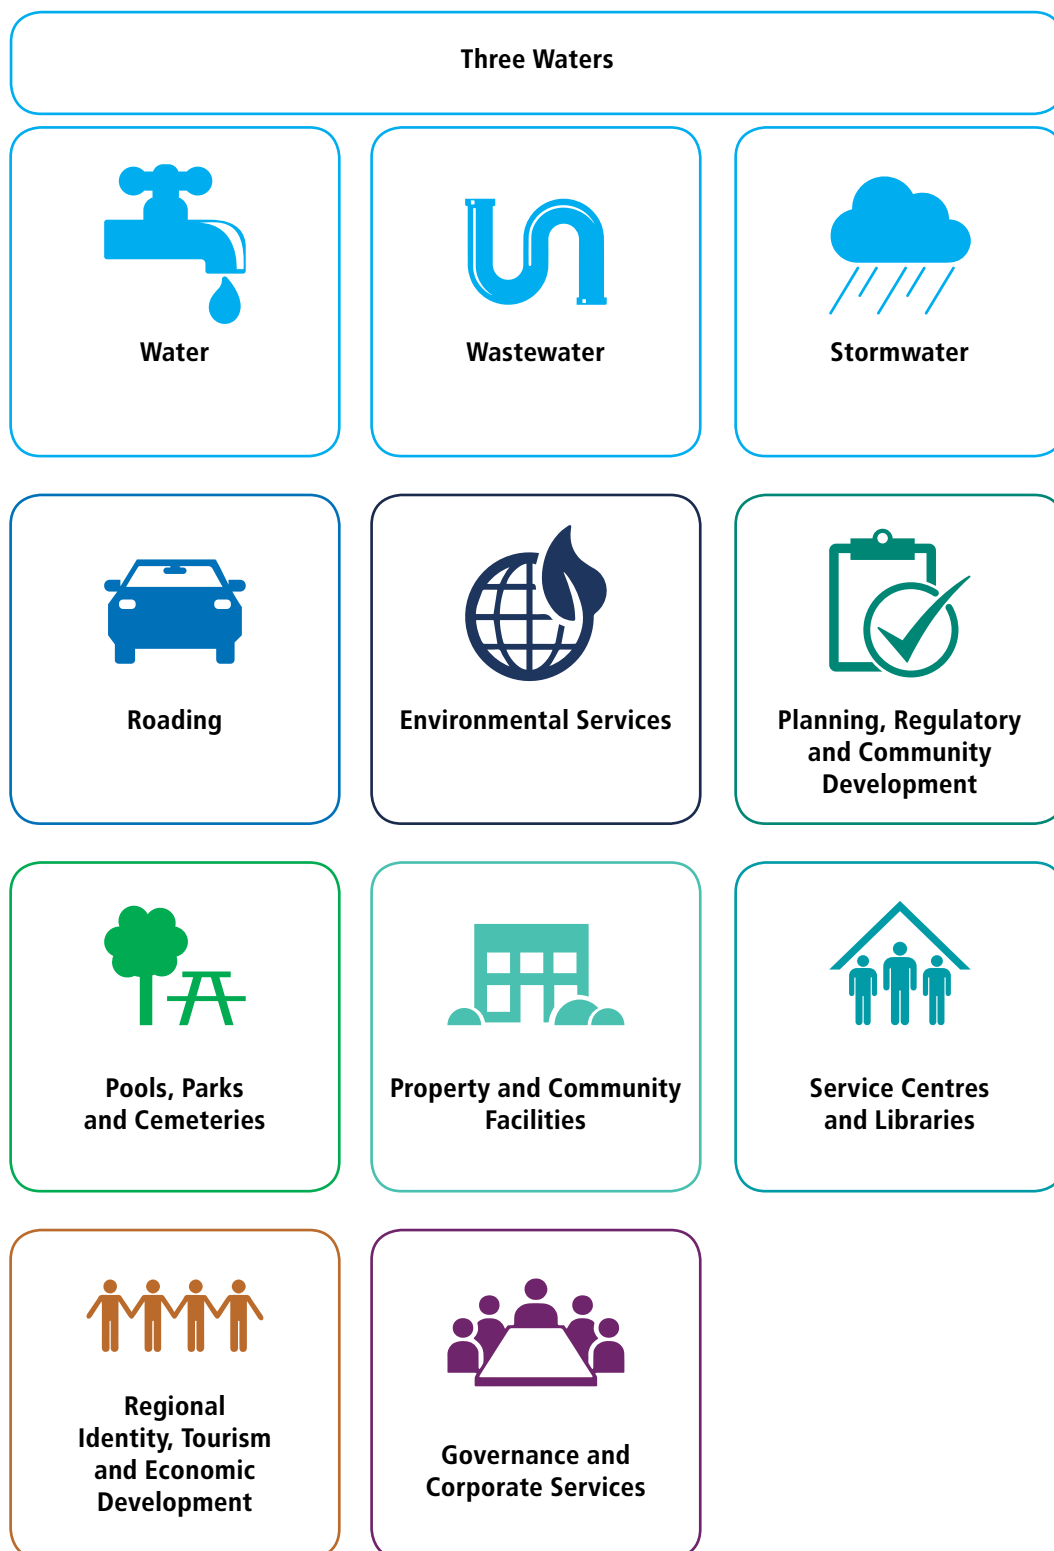 Three Waters
Water
Wastewater
Stormwater
Roading
Environmental Services
Planning, Regulatory
and Community
Development
Pools, Parks
and Cemeteries
Property and Community
Facilities
Service Centres
and Libraries
Regional
Identity, Tourism
and Economic
Development
Governance and
Corporate Services